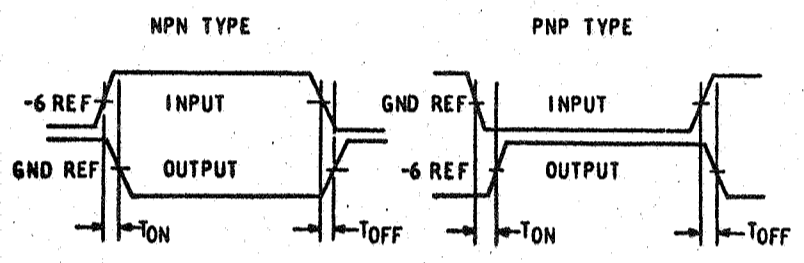 NPN TYPE
PNP TYPE
-6 REF
INPUT
GND REF
INPUT
GND REF
OUTPUT
-6 REF
OUTPUT
TON
TOFF
TON
TOFF